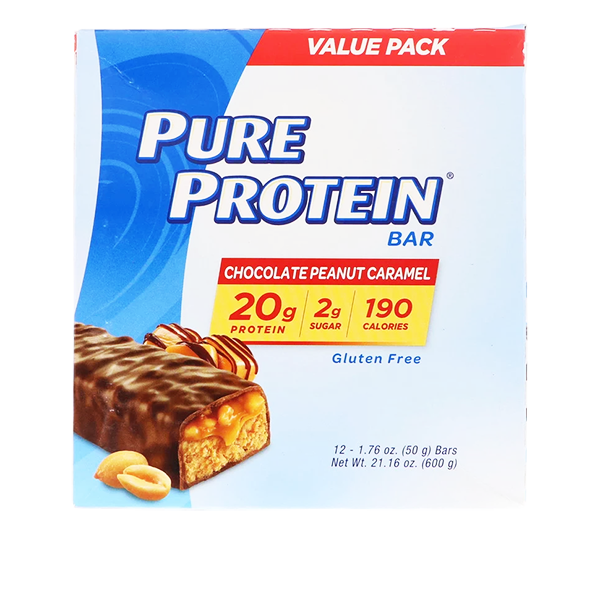 VALUE PACK
PURE
PROTEIN®
BAR
CHOCOLATE PEANUT CARAMEL
20g PROTEIN
2g SUGAR
190 CALORIES
Gluten Free
12 - 1.76 oz. (50 g) Bars
Net Wt. 21.16 oz. (600 g)